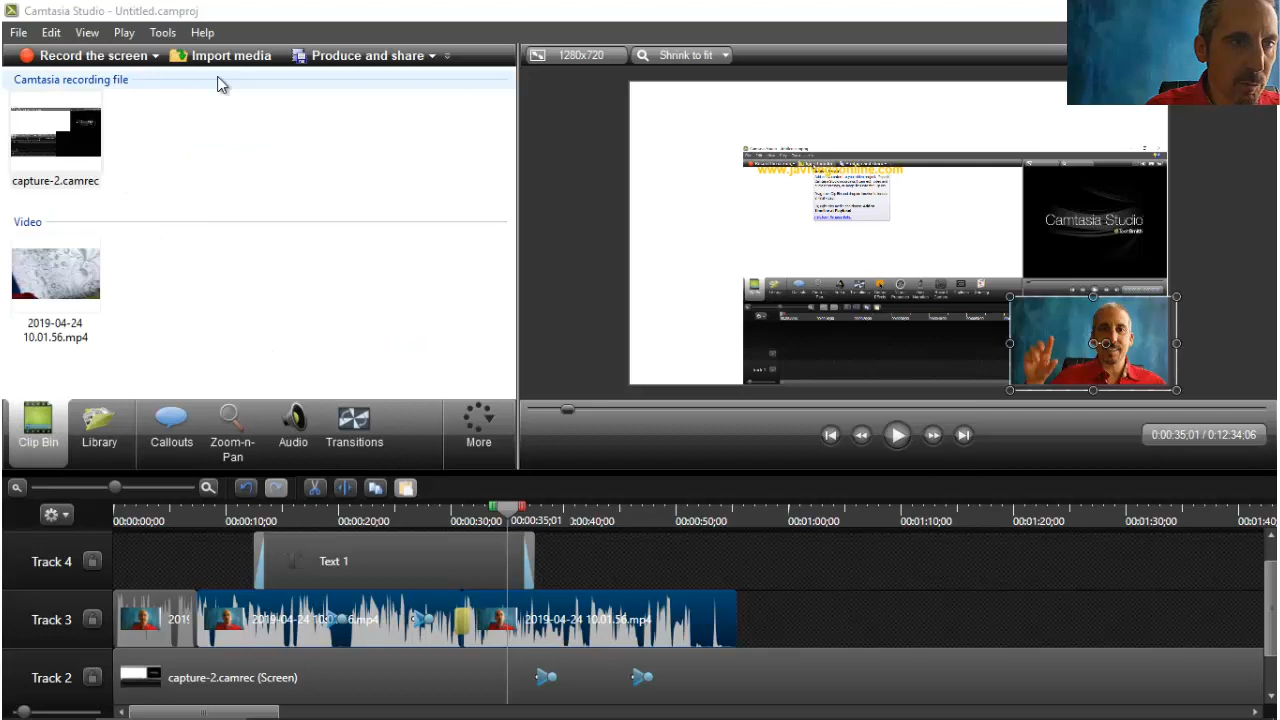 Camtasia Studio - Untitled.camproj
File Edit View Play Tools Help
Record the screen Import media Produce and share
1280x720 Shrink to fit
Camtasia recording file
capture-2.camrec
Video
2019-04-24
10.01.56.mp4
Camtasia Studio
TechSmith
Clip Bin Library Callouts Zoom-n-
Pan Audio Transitions More
0:00:35,01 / 0:12:34,06
00:00:00;00 00:00:10;00 00:00:20;00 00:00:30;00 00:00:35;01 0:00:40;00 00:00:50;00 00:01:00;00 00:01:10;00 00:01:20;00 00:01:30;00 00:01:40
Track 4 Text 1
Track 3 2019-04-24 10.01.56.mp4
Track 2 capture-2.camrec (Screen)